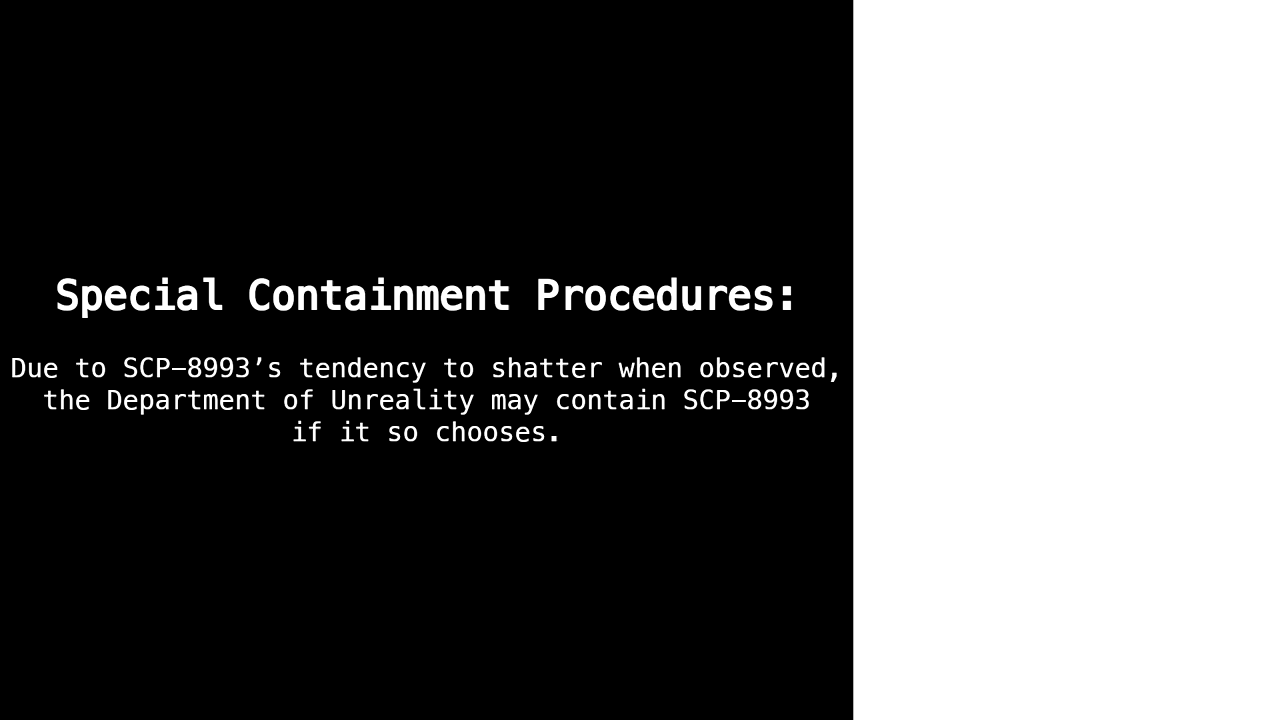 Special Containment Procedures:
Due to SCP–8993’s tendency to shatter when observed,
the Department of Unreality may contain SCP–8993
if it so chooses.